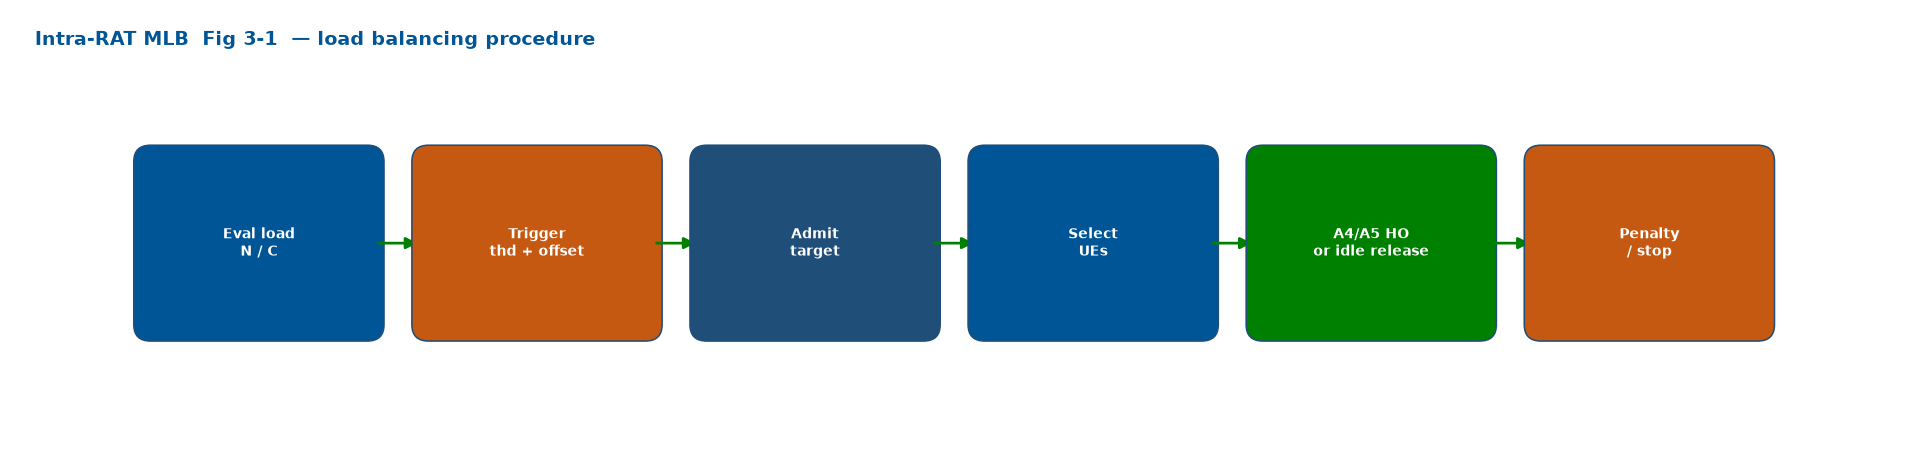 Intra-RAT MLB  Fig 3-1  — load balancing procedure
Eval load
N / C
Trigger
thd + offset
Admit
target
Select
UEs
A4/A5 HO
or idle release
Penalty
/ stop